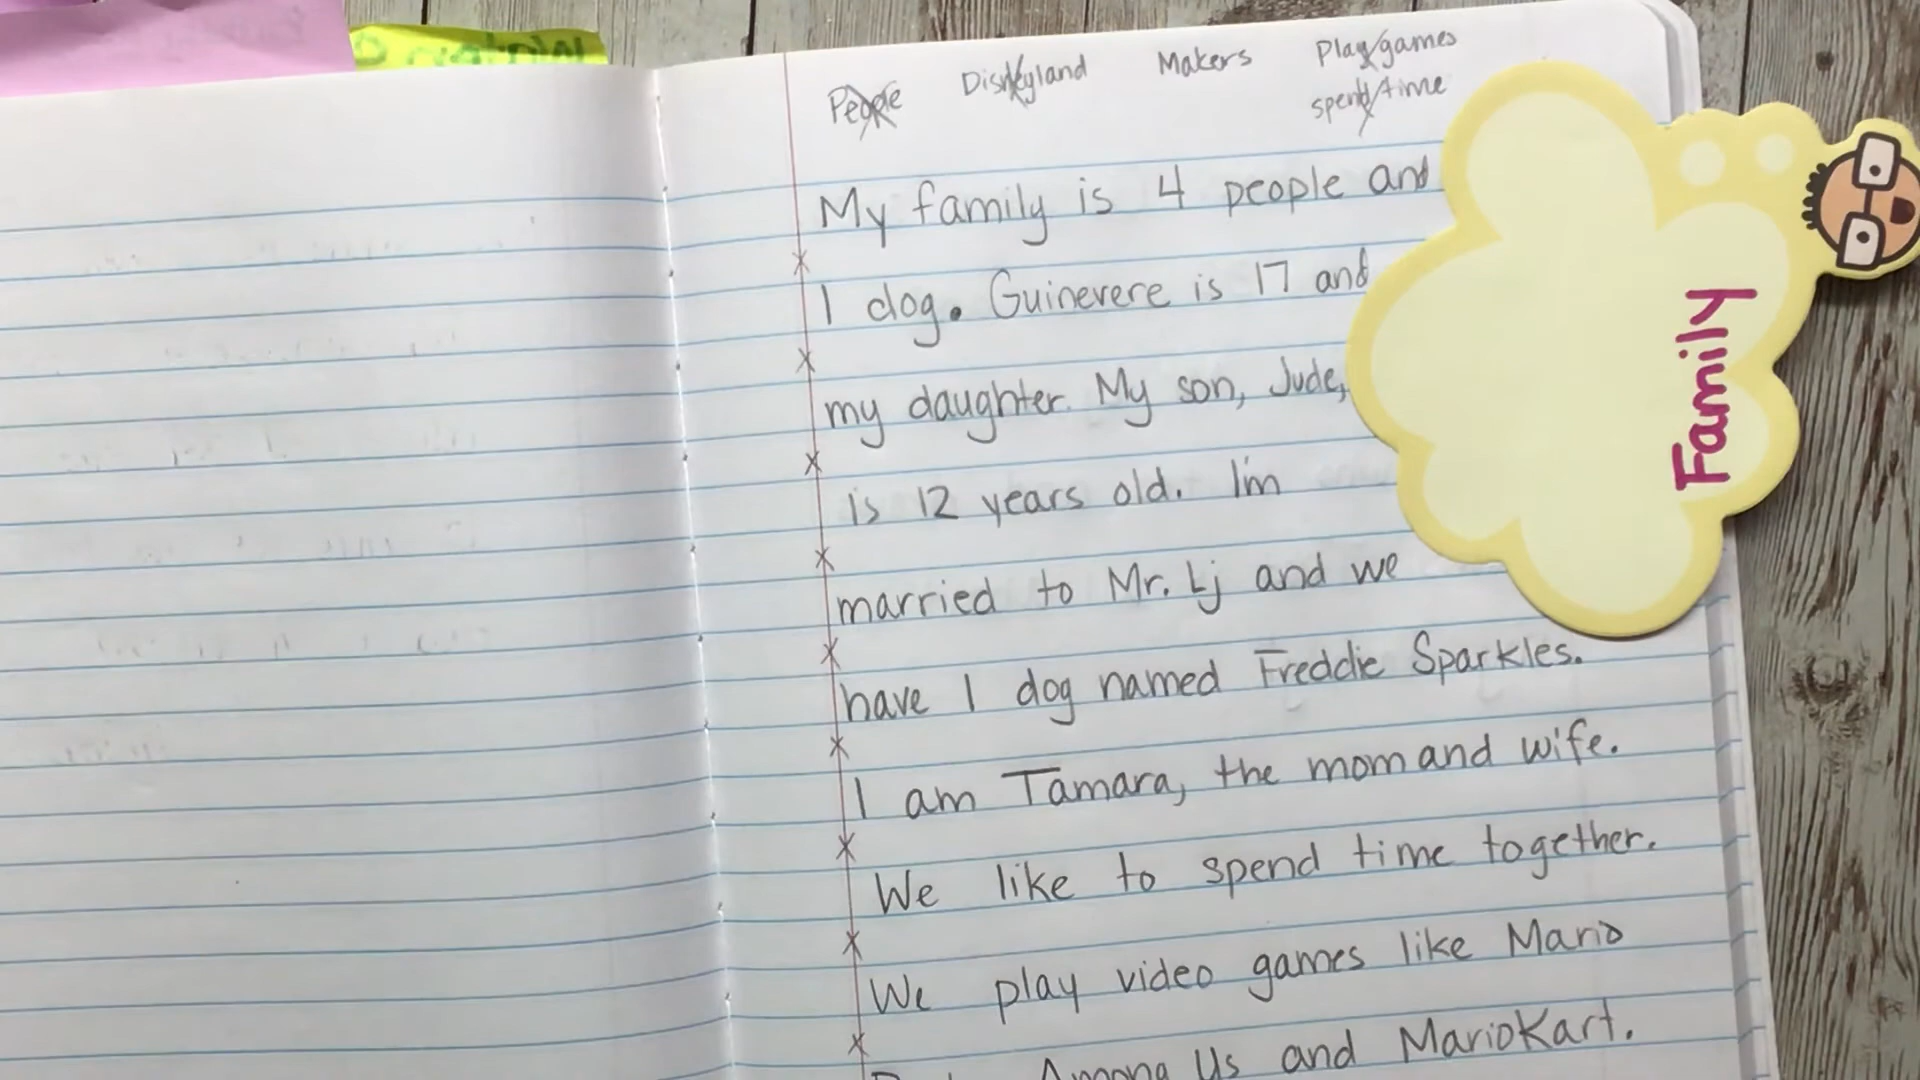 People Disneyland Makers Play games
spend time
My family is 4 people and
1 dog. Guinevere is 17 and
my daughter. My son, Jude,
is 12 years old. I'm
married to Mr. Lj and we
have 1 dog named Freddie Sparkles.
I am Tamara, the mom and wife.
We like to spend time together.
We play video games like Mario
Among Us and MarioKart.
Family